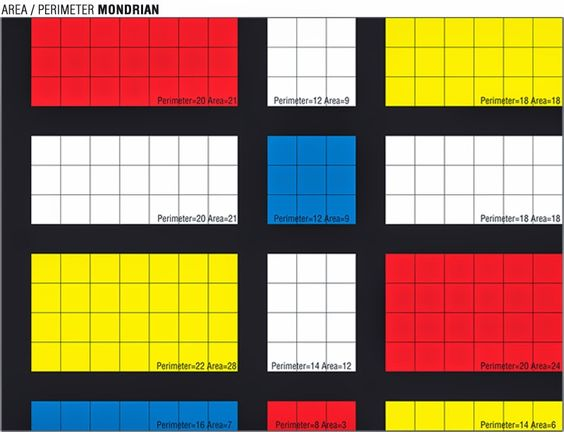 AREA / PERIMETER MONDRIAN
Perimeter=20 Area=21
Perimeter=12 Area=9
Perimeter=18 Area=18
Perimeter=20 Area=21
Perimeter=12 Area=9
Perimeter=18 Area=18
Perimeter=22 Area=28
Perimeter=14 Area=12
Perimeter=20 Area=24
Perimeter=16 Area=7
Perimeter=8 Area=3
Perimeter=14 Area=6